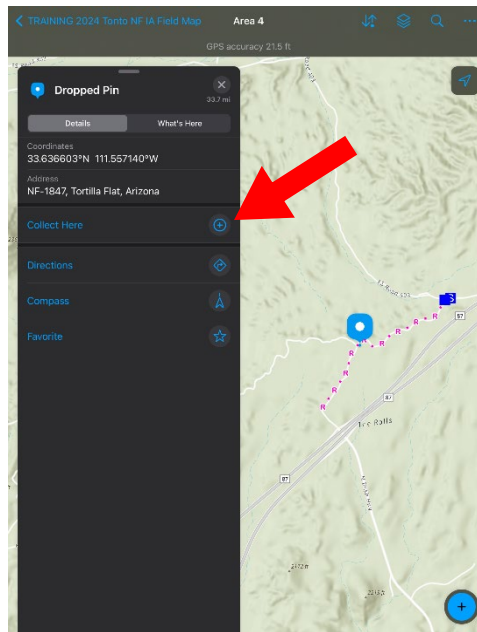 TRAINING 2024 Tonto NF IA Field Map
Area 4
GPS accuracy 21.5 ft
Dropped Pin
33.7 mi
Details
What's Here
Coordinates
33.636603°N 111.557140°W
Address
NF-1847, Tortilla Flat, Arizona
Collect Here
Directions
Compass
Favorite
R
R
R
R
R
R
R
R
87
87
87